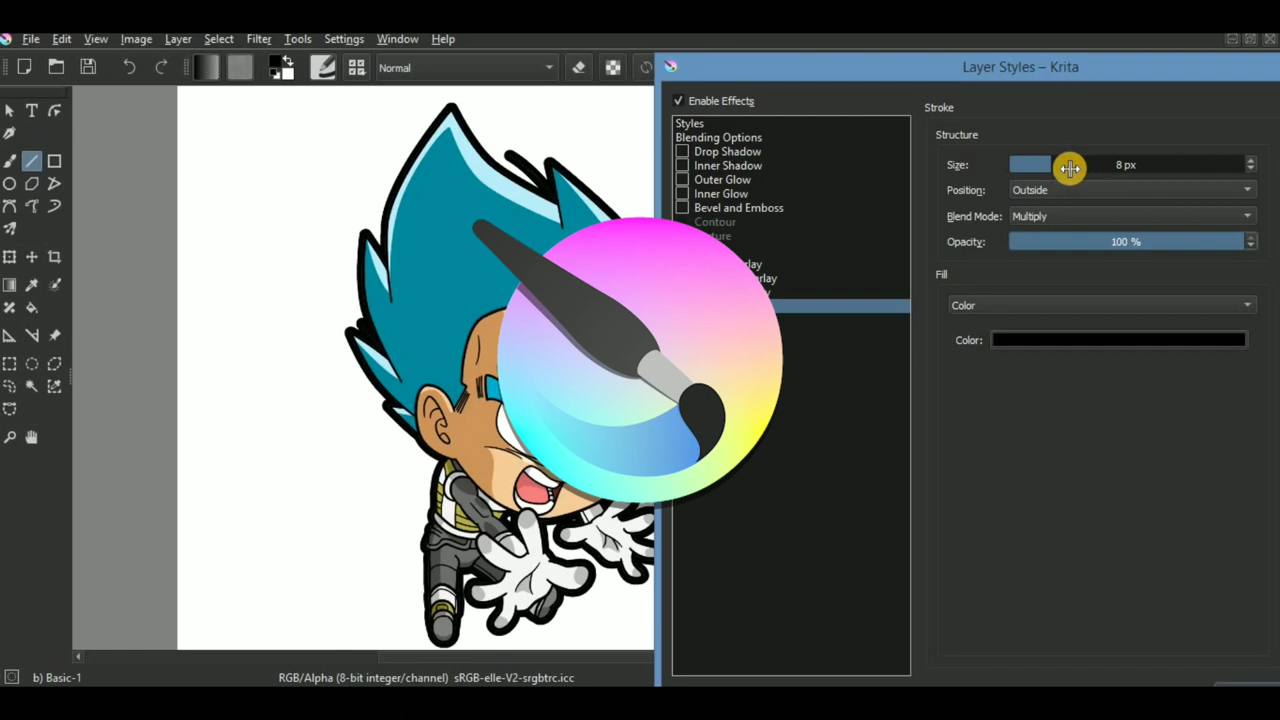 File Edit View Image Layer Select Filter Tools Settings Window Help
Normal
Layer Styles – Krita
Enable Effects
Styles
Blending Options
Drop Shadow
Inner Shadow
Outer Glow
Inner Glow
Bevel and Emboss
Contour
Stroke
Structure
Size: 8 px
Position: Outside
Blend Mode: Multiply
Opacity: 100 %
Fill
Color
Color:
b) Basic-1
RGB/Alpha (8-bit integer/channel) sRGB-elle-V2-srgbtrc.icc